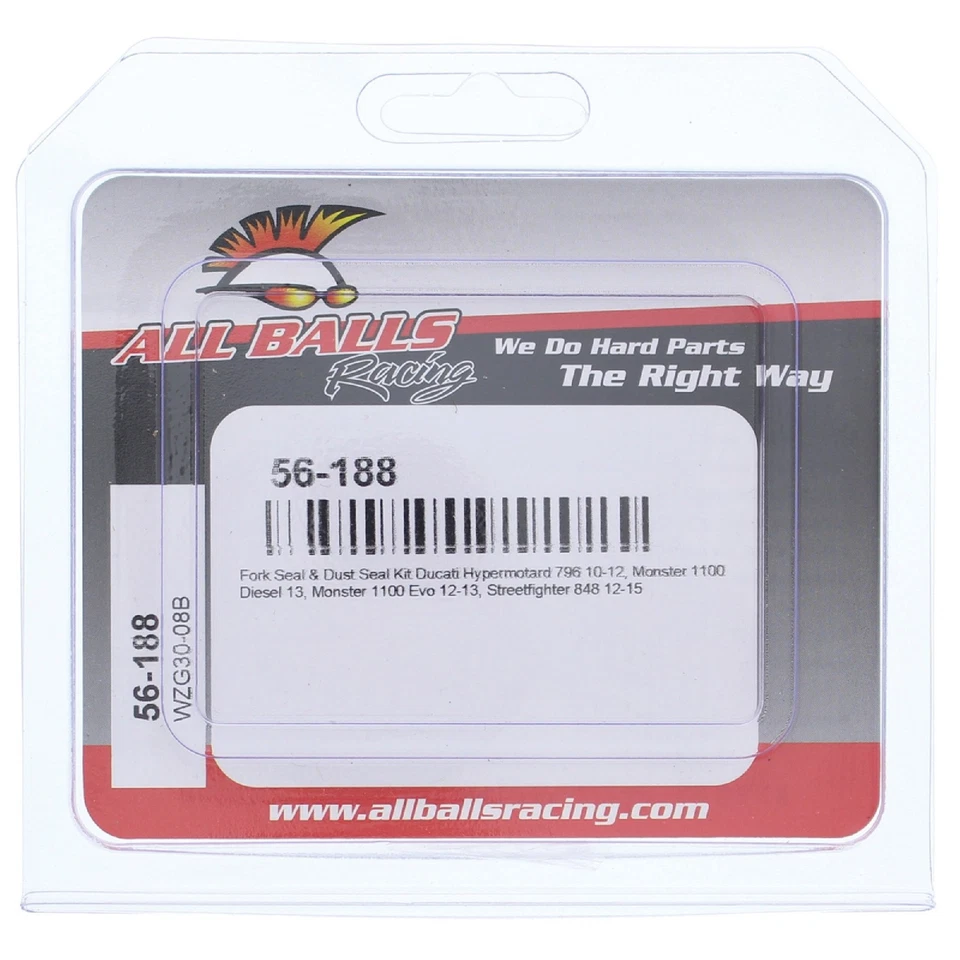 ALL BALLS
Racing
We Do Hard Parts
The Right Way
56-188
Fork Seal & Dust Seal Kit Ducati Hypermotard 796 10-12, Monster 1100
Diesel 13, Monster 1100 Evo 12-13, Streetfighter 848 12-15
56-188
WZG30-08B
www.allballsracing.com